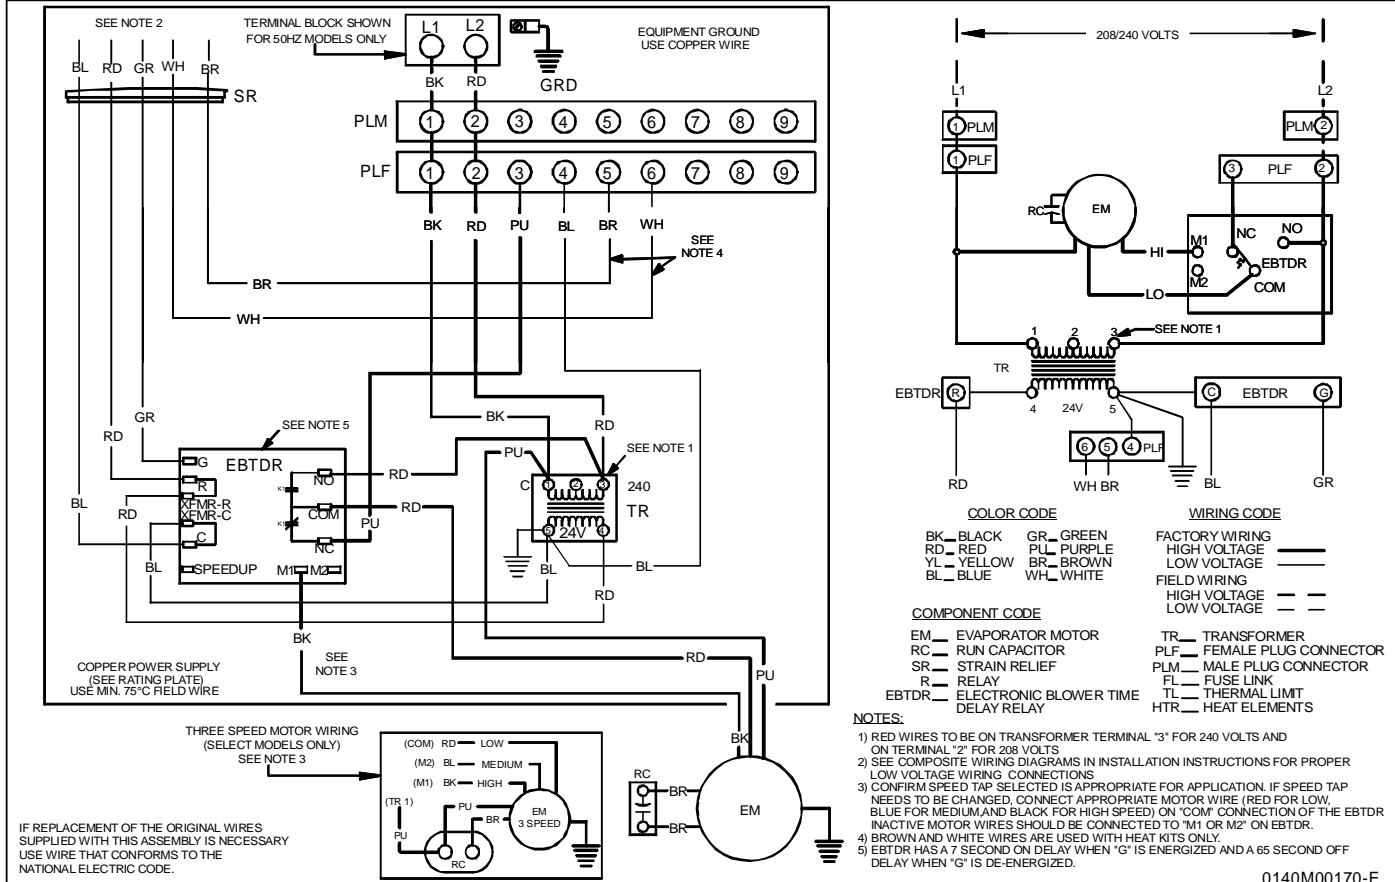 SEE NOTE 2
TERMINAL BLOCK SHOWN
FOR 50HZ MODELS ONLY
L1 L2
EQUIPMENT GROUND
USE COPPER WIRE
GRD
BL RD GR WH BR
SR
BK RD
PLM 1 2 3 4 5 6 7 8 9
PLF 1 2 3 4 5 6 7 8 9
BK RD PU BL BR WH
SEE
NOTE 4
BR
WH
GR
RD
BK
RD
SEE NOTE 5
SEE NOTE 1
PU
EBTDR
G
R
XFMR-R
XFMR-C
C
SPEEDUP
NO
K1
COM
K1
NC
M1 M2
RD
RD
PU
C 1 2 3 240
TR
5 24V 4
BL
RD
BL
BL
BL
RD
BK
SEE
NOTE 3
RD
PU
COPPER POWER SUPPLY
(SEE RATING PLATE)
USE MIN. 75°C FIELD WIRE
THREE SPEED MOTOR WIRING
(SELECT MODELS ONLY)
SEE NOTE 3
(COM) RD LOW
(M2) BL MEDIUM
(M1) BK HIGH
(TR 1)
PU
BR
PU
EM
3 SPEED
RC
RC
BR
BR
BK
EM
IF REPLACEMENT OF THE ORIGINAL WIRES
SUPPLIED WITH THIS ASSEMBLY IS NECESSARY
USE WIRE THAT CONFORMS TO THE
NATIONAL ELECTRIC CODE.
208/240 VOLTS
L1 L2
1 PLM
PLM 2
1 PLF
3 PLF 2
RC
EM
HI
LO
M1
M2
NC
NO
EBTDR
COM
1 2 3
SEE NOTE 1
TR
4 24V 5
EBTDR R
C EBTDR G
6 5 4 PLF
RD
WH BR
BL
GR
COLOR CODE
BK BLACK GR GREEN
RD RED PU PURPLE
YL YELLOW BR BROWN
BL BLUE WH WHITE
WIRING CODE
FACTORY WIRING
HIGH VOLTAGE
LOW VOLTAGE
FIELD WIRING
HIGH VOLTAGE
LOW VOLTAGE
COMPONENT CODE
EM EVAPORATOR MOTOR
RC RUN CAPACITOR
SR STRAIN RELIEF
R RELAY
EBTDR ELECTRONIC BLOWER TIME
DELAY RELAY
TR TRANSFORMER
PLF FEMALE PLUG CONNECTOR
PLM MALE PLUG CONNECTOR
FL FUSE LINK
TL THERMAL LIMIT
HTR HEAT ELEMENTS
NOTES:
1) RED WIRES TO BE ON TRANSFORMER TERMINAL "3" FOR 240 VOLTS AND
ON TERMINAL "2" FOR 208 VOLTS
2) SEE COMPOSITE WIRING DIAGRAMS IN INSTALLATION INSTRUCTIONS FOR PROPER
LOW VOLTAGE WIRING CONNECTIONS
3) CONFIRM SPEED TAP SELECTED IS APPROPRIATE FOR APPLICATION. IF SPEED TAP
NEEDS TO BE CHANGED, CONNECT APPROPRIATE MOTOR WIRE (RED FOR LOW,
BLUE FOR MEDIUM,AND BLACK FOR HIGH SPEED) ON "COM" CONNECTION OF THE EBTDR
INACTIVE MOTOR WIRES SHOULD BE CONNECTED TO "M1 OR M2" ON EBTDR.
4) BROWN AND WHITE WIRES ARE USED WITH HEAT KITS ONLY.
5) EBTDR HAS A 7 SECOND ON DELAY WHEN "G" IS ENERGIZED AND A 65 SECOND OFF
DELAY WHEN "G" IS DE-ENERGIZED.
0140M00170-F